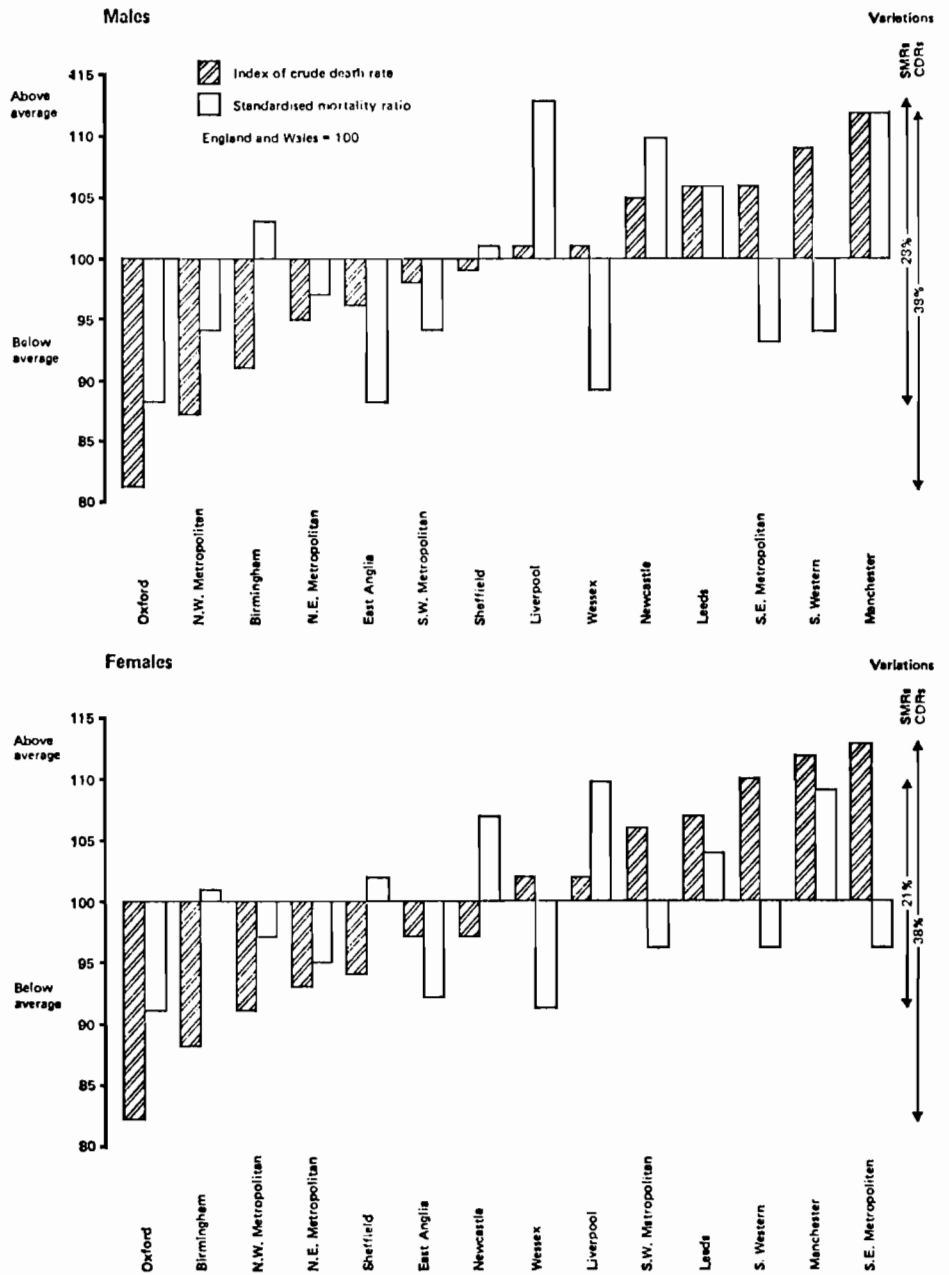 Males
Variations
SMRs
CDRs
Index of crude death rate
Standardised mortality ratio
England and Wales = 100
Above
average
Below
average
115
110
105
100
95
90
85
80
23%
39%
Oxford
N.W. Metropolitan
Birmingham
N.E. Metropolitan
East Anglia
S.W. Metropolitan
Sheffield
Liverpool
Wessex
Newcastle
Leeds
S.E. Metropolitan
S. Western
Manchester
Females
Variations
SMRs
CDRs
Above
average
Below
average
115
110
105
100
95
90
85
80
21%
38%
Oxford
Birmingham
N.W. Metropolitan
N.E. Metropolitan
Sheffield
East Anglia
Newcastle
Wessex
Liverpool
S.W. Metropolitan
Leeds
S. Western
Manchester
S.E. Metropolitan